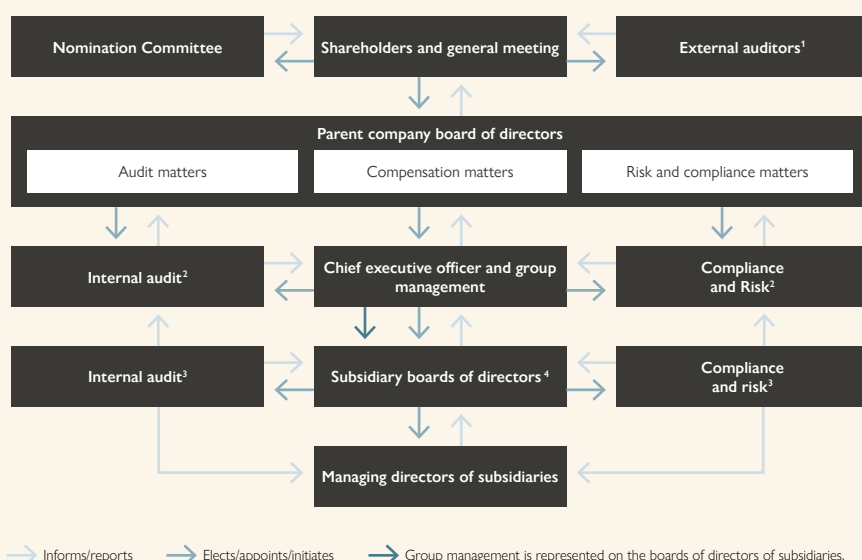 Nomination Committee
Shareholders and general meeting
External auditors¹
Parent company board of directors
Audit matters
Compensation matters
Risk and compliance matters
Internal audit²
Chief executive officer and group
management
Compliance
and Risk²
Internal audit³
Subsidiary boards of directors⁴
Compliance
and risk³
Managing directors of subsidiaries
Informs/reports
Elects/appoints/initiates
Group management is represented on the boards of directors of subsidiaries.